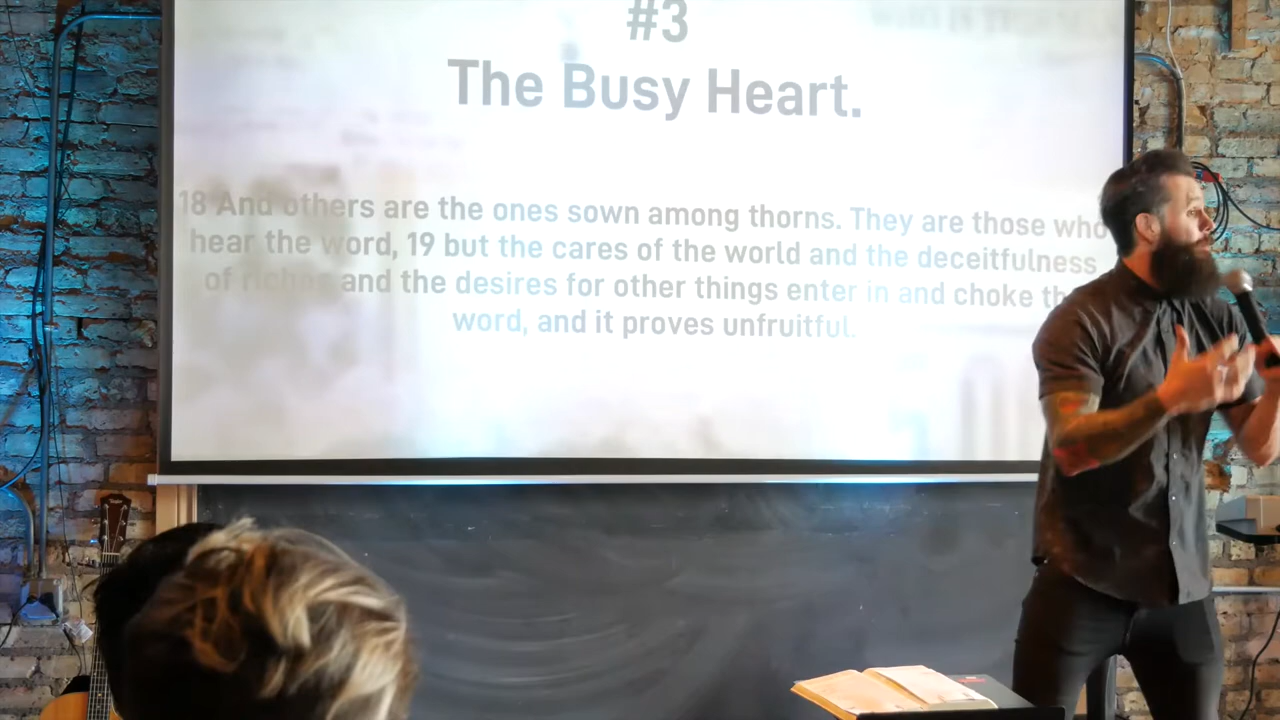 #3
The Busy Heart.
18 And others are the ones sown among thorns. They are those who
hear the word, 19 but the cares of the world and the deceitfulness
of riches and the desires for other things enter in and choke
word, and it proves unfruitful.